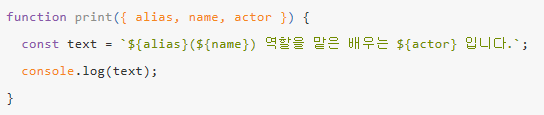 function print({ alias, name, actor }) {
const text = `${alias}(${name}) 역할을 맡은 배우는 ${actor} 입니다.`;
console.log(text);
}